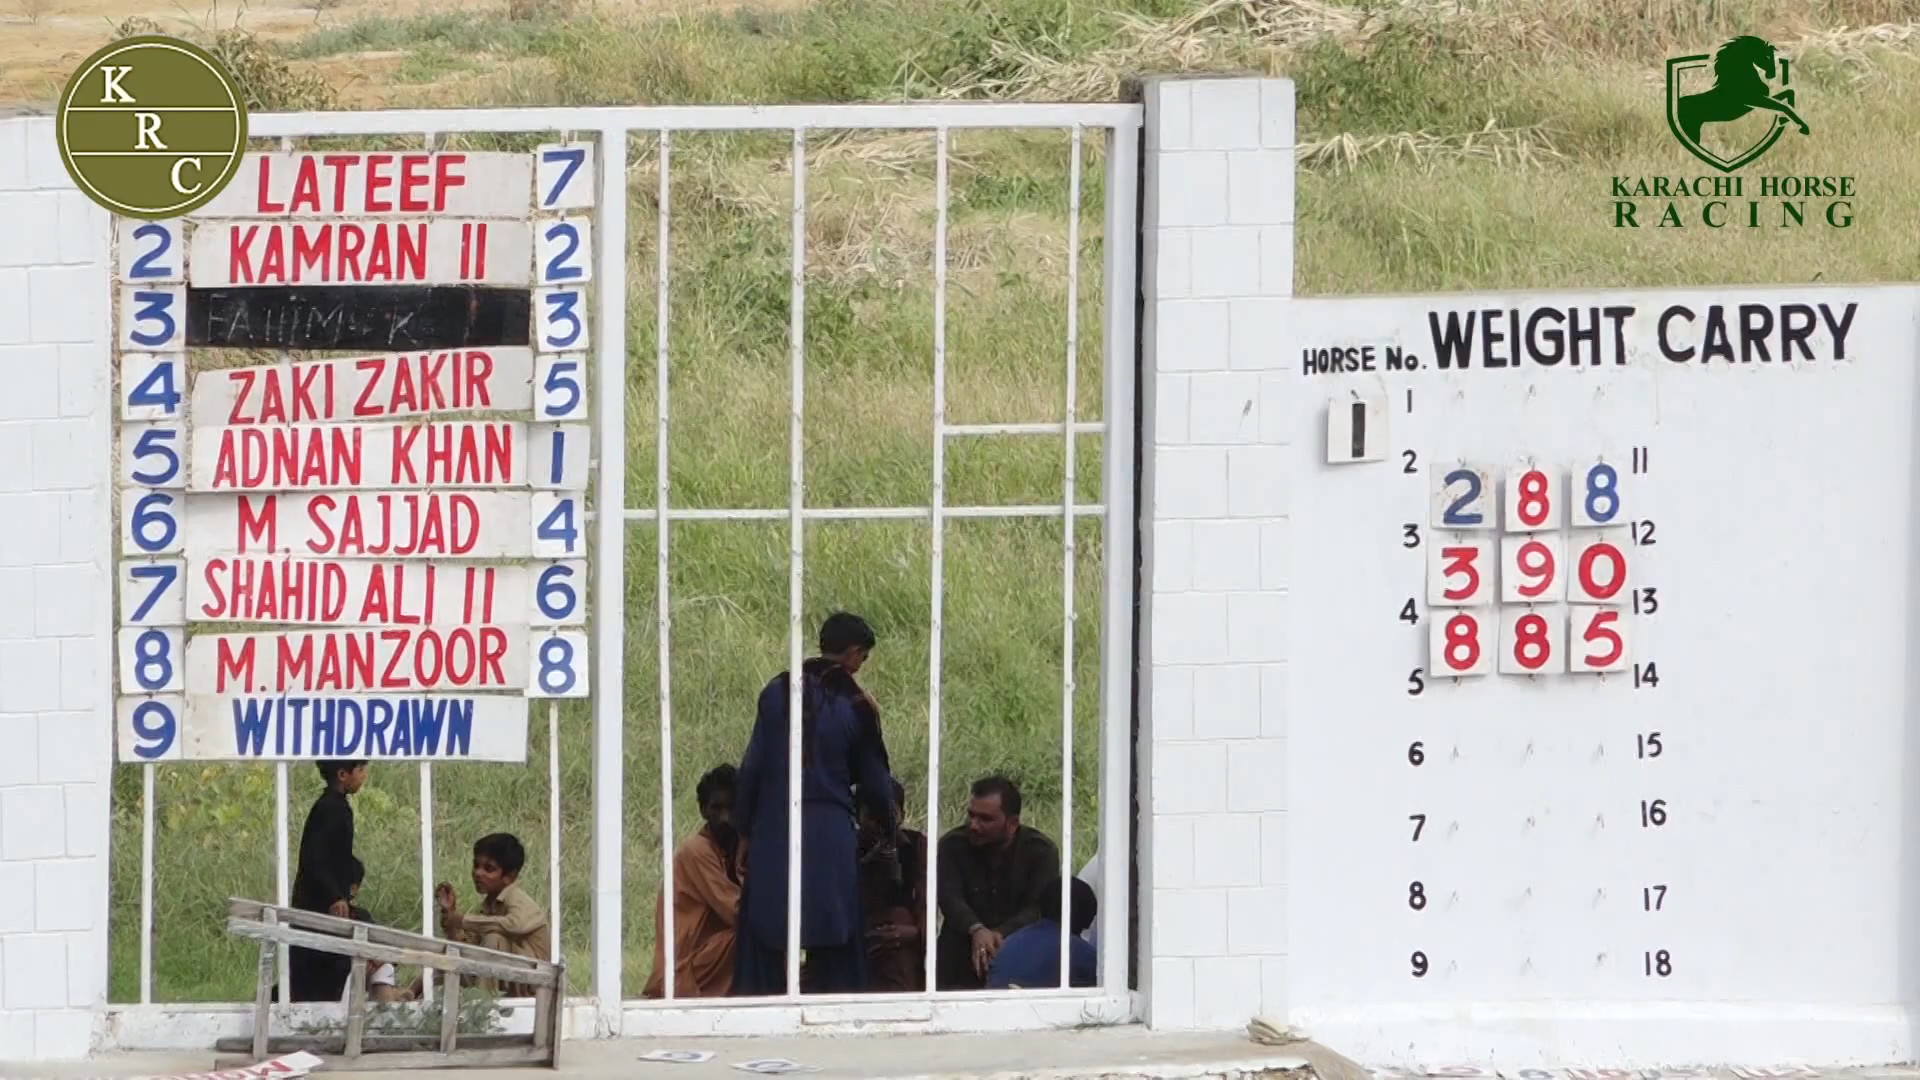 K
R
C
LATEEF 7
2 KAMRAN II 2
3 FAHIM K 3
4 ZAKI ZAKIR 5
5 ADNAN KHAN 1
6 M. SAJJAD 4
7 SHAHID ALI II 6
8 M. MANZOOR 8
9 WITHDRAWN
KARACHI HORSE
RACING
HORSE No. WEIGHT CARRY
1 1
2 2 8 8 11
3 3 9 0 12
4 8 8 5 13
5 14
6 15
7 16
8 17
9 18